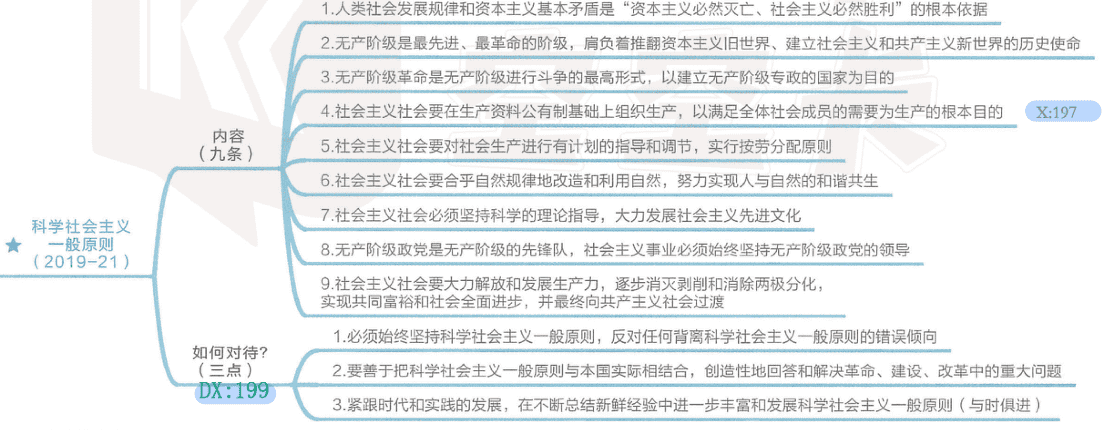 ★ 科学社会主义
一般原则
（2019-21）
内容
（九条）
1.人类社会发展规律和资本主义基本矛盾是“资本主义必然灭亡、社会主义必然胜利”的根本依据
2.无产阶级是最先进、最革命的阶级，肩负着推翻资本主义旧世界、建立社会主义和共产主义新世界的历史使命
3.无产阶级革命是无产阶级进行斗争的最高形式，以建立无产阶级专政的国家为目的
4.社会主义社会要在生产资料公有制基础上组织生产，以满足全体社会成员的需要为生产的根本目的
X:197
5.社会主义社会要对社会生产进行有计划的指导和调节，实行按劳分配原则
6.社会主义社会要合乎自然规律地改造和利用自然，努力实现人与自然的和谐共生
7.社会主义社会必须坚持科学的理论指导，大力发展社会主义先进文化
8.无产阶级政党是无产阶级的先锋队，社会主义事业必须始终坚持无产阶级政党的领导
9.社会主义社会要大力解放和发展生产力，逐步消灭剥削和消除两极分化，
实现共同富裕和社会全面进步，并最终向共产主义社会过渡
如何对待?
（三点）
DX:199
1.必须始终坚持科学社会主义一般原则，反对任何背离科学社会主义一般原则的错误倾向
2.要善于把科学社会主义一般原则与本国实际相结合，创造性地回答和解决革命、建设、改革中的重大问题
3.紧跟时代和实践的发展，在不断总结新鲜经验中进一步丰富和发展科学社会主义一般原则（与时俱进）